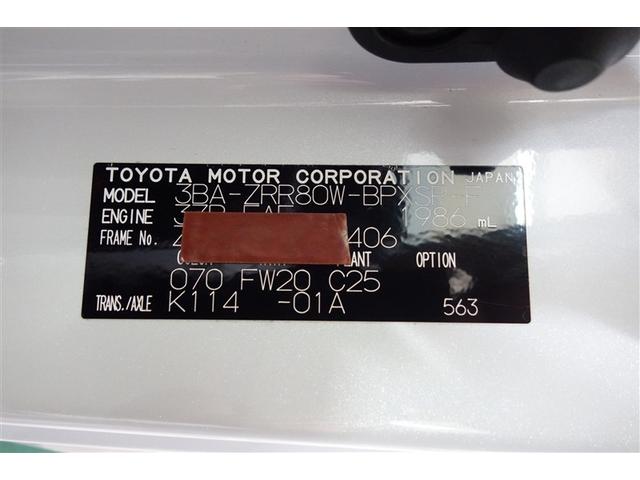 TOYOTA MOTOR CORPORATION JAPAN
MODEL 3BA-ZRR80W-BPXSP-F
ENGINE 1986 mL
FRAME No. 406
PLANT OPTION
070 FW20 C25
TRANS./AXLE K114 -01A 563